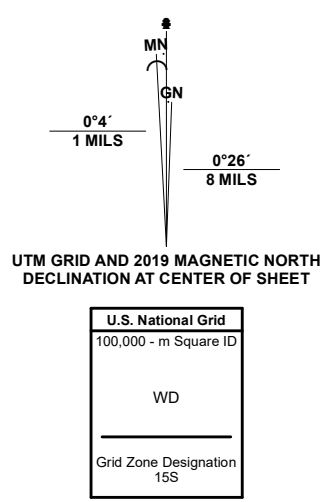 MN
GN
0°4´
1 MILS
0°26´
8 MILS
UTM GRID AND 2019 MAGNETIC NORTH
DECLINATION AT CENTER OF SHEET
U.S. National Grid
100,000 - m Square ID
WD
Grid Zone Designation
15S